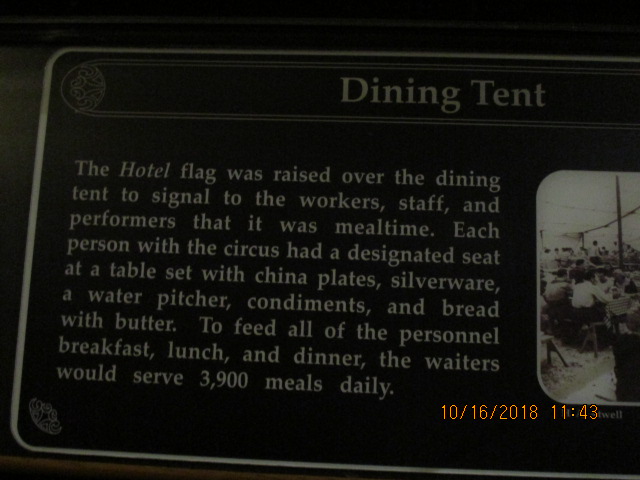 Dining Tent
The Hotel flag was raised over the dining
tent to signal to the workers, staff, and
performers that it was mealtime. Each
person with the circus had a designated seat
at a table set with china plates, silverware,
a water pitcher, condiments, and bread
with butter. To feed all of the personnel
breakfast, lunch, and dinner, the waiters
would serve 3,900 meals daily.
10/16/2018 11:43